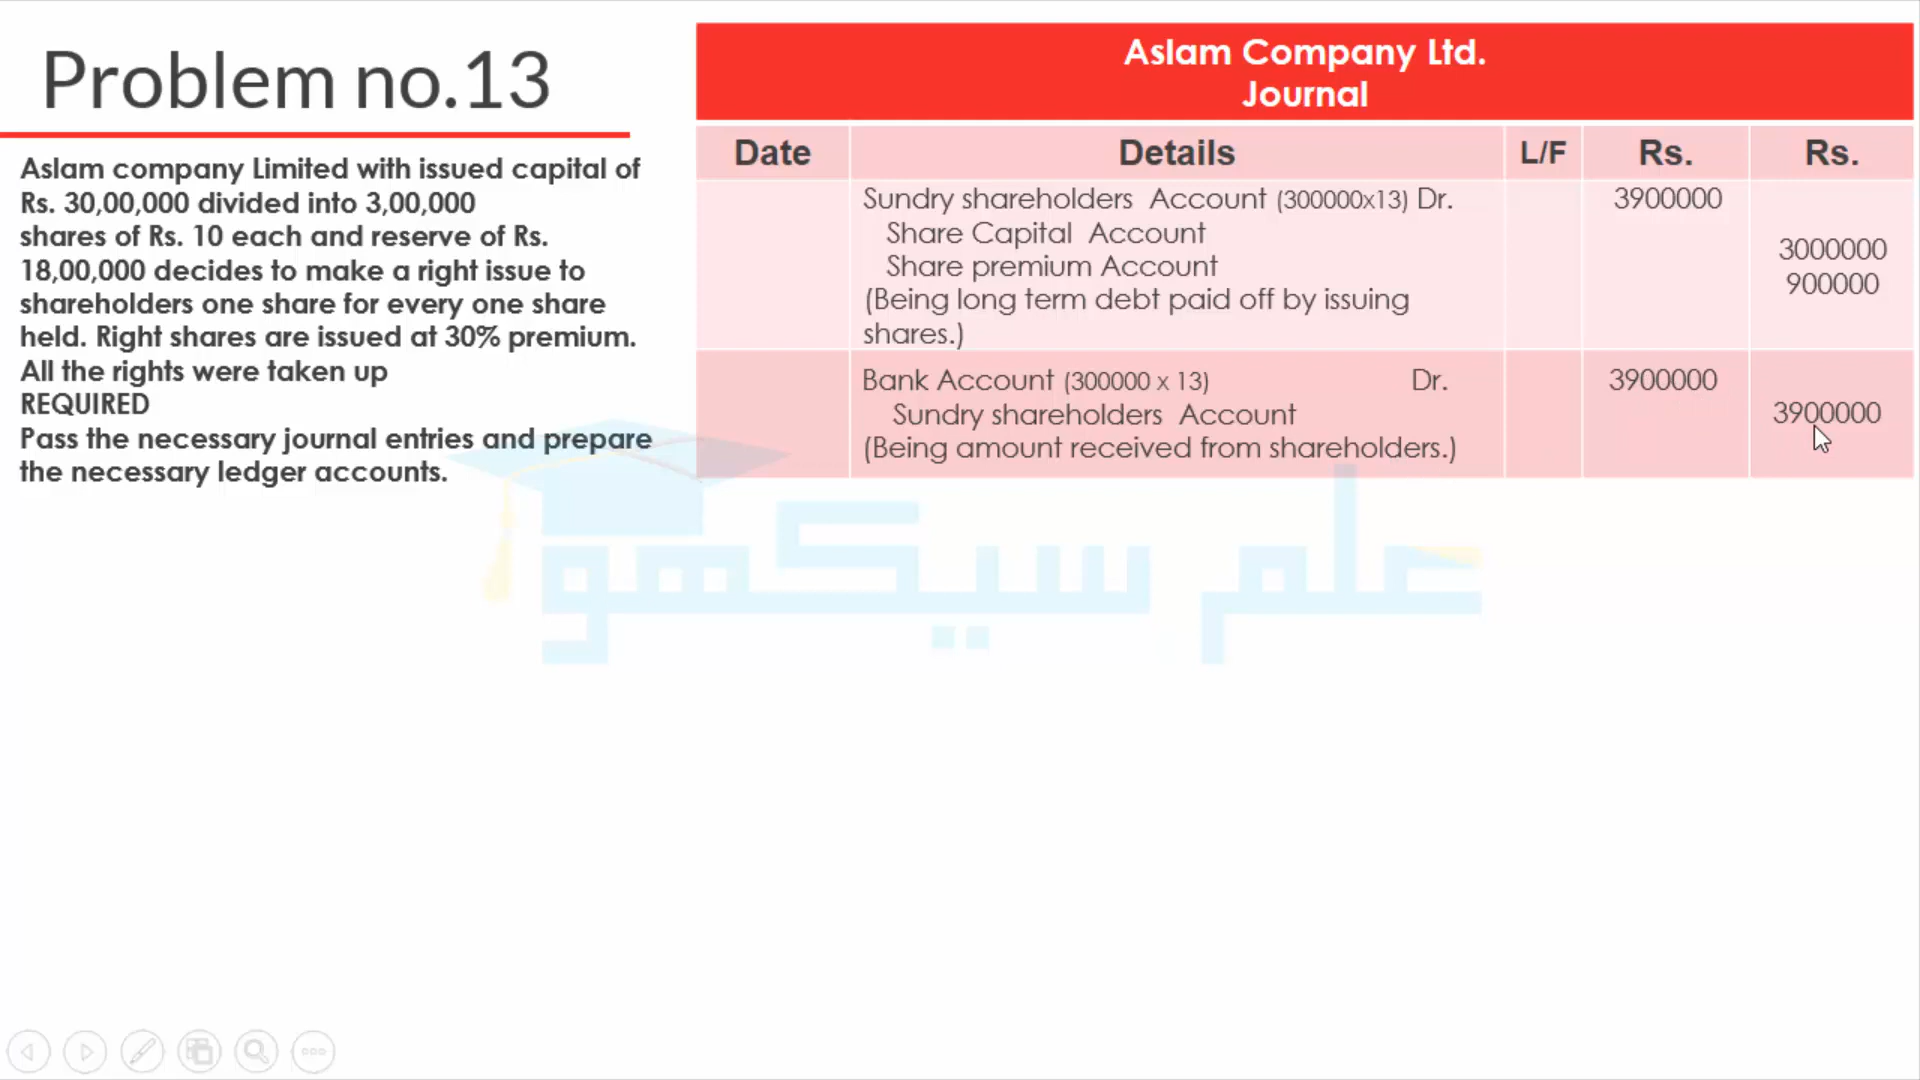 Problem no.13
Aslam company Limited with issued capital of
Rs. 30,00,000 divided into 3,00,000
shares of Rs. 10 each and reserve of Rs.
18,00,000 decides to make a right issue to
shareholders one share for every one share
held. Right shares are issued at 30% premium.
All the rights were taken up
REQUIRED
Pass the necessary journal entries and prepare
the necessary ledger accounts.
Aslam Company Ltd.
Journal
Date Details L/F Rs. Rs.
Sundry shareholders Account (300000x13) Dr. 3900000
Share Capital Account 3000000
Share premium Account 900000
(Being long term debt paid off by issuing
shares.)
Bank Account (300000 x 13) Dr. 3900000
Sundry shareholders Account 3900000
(Being amount received from shareholders.)
علم سیکھو